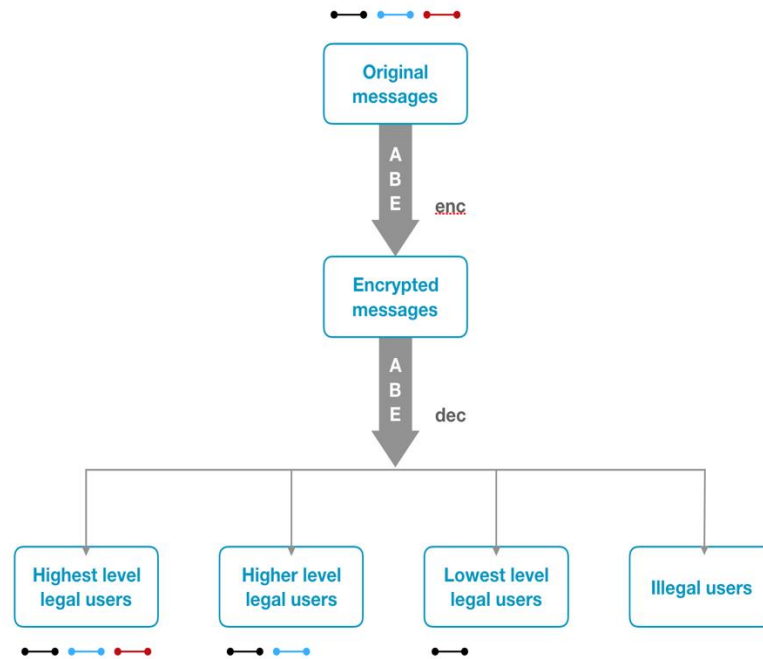 Original
messages
A
B
E
enc
Encrypted
messages
A
B
E
dec
Highest level
legal users
Higher level
legal users
Lowest level
legal users
Illegal users